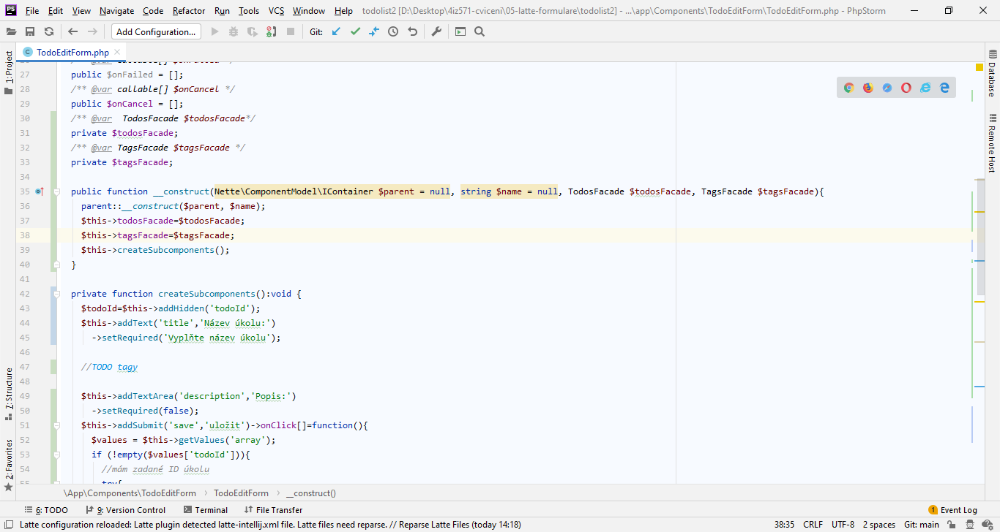 PS File Edit View Navigate Code Refactor Run Tools VCS Window Help todolist2 [D:\Desktop\4iz571-cviceni\05-latte-formulare\todolist2] - ...\app\Components\TodoEditForm\TodoEditForm.php - PhpStorm
Add Configuration... Git:
C TodoEditForm.php
1: Project
7: Structure
2: Favorites
Database
Remote Host
27 public $onFailed = [];
28 /** @var callable[] $onCancel */
29 public $onCancel = [];
30 /** @var  TodosFacade $todosFacade*/
31 private $todosFacade;
32 /** @var TagsFacade $tagsFacade */
33 private $tagsFacade;
34
35 public function __construct(Nette\ComponentModel\IContainer $parent = null, string $name = null, TodosFacade $todosFacade, TagsFacade $tagsFacade){
36 parent::__construct($parent, $name);
37 $this->todosFacade=$todosFacade;
38 $this->tagsFacade=$tagsFacade;
39 $this->createSubcomponents();
40 }
41
42 private function createSubcomponents():void {
43 $todoId=$this->addHidden('todoId');
44 $this->addText('title','Název úkolu:')
45 ->setRequired('Vyplňte název úkolu');
46
47 //TODO tagy
48
49 $this->addTextArea('description','Popis:')
50 ->setRequired(false);
51 $this->addSubmit('save','uložit')->onClick[]=function(){
52 $values = $this->getValues('array');
53 if (!empty($values['todoId'])){
54 //mám zadané ID úkolu
55 try{
\App\Components\TodoEditForm › TodoEditForm › __construct()
6: TODO 9: Version Control Terminal File Transfer 1 Event Log
Latte configuration reloaded: Latte plugin detected latte-intellij.xml file. Latte files need reparse. // Reparse Latte Files (today 14:18) 38:35 CRLF UTF-8 2 spaces Git: main